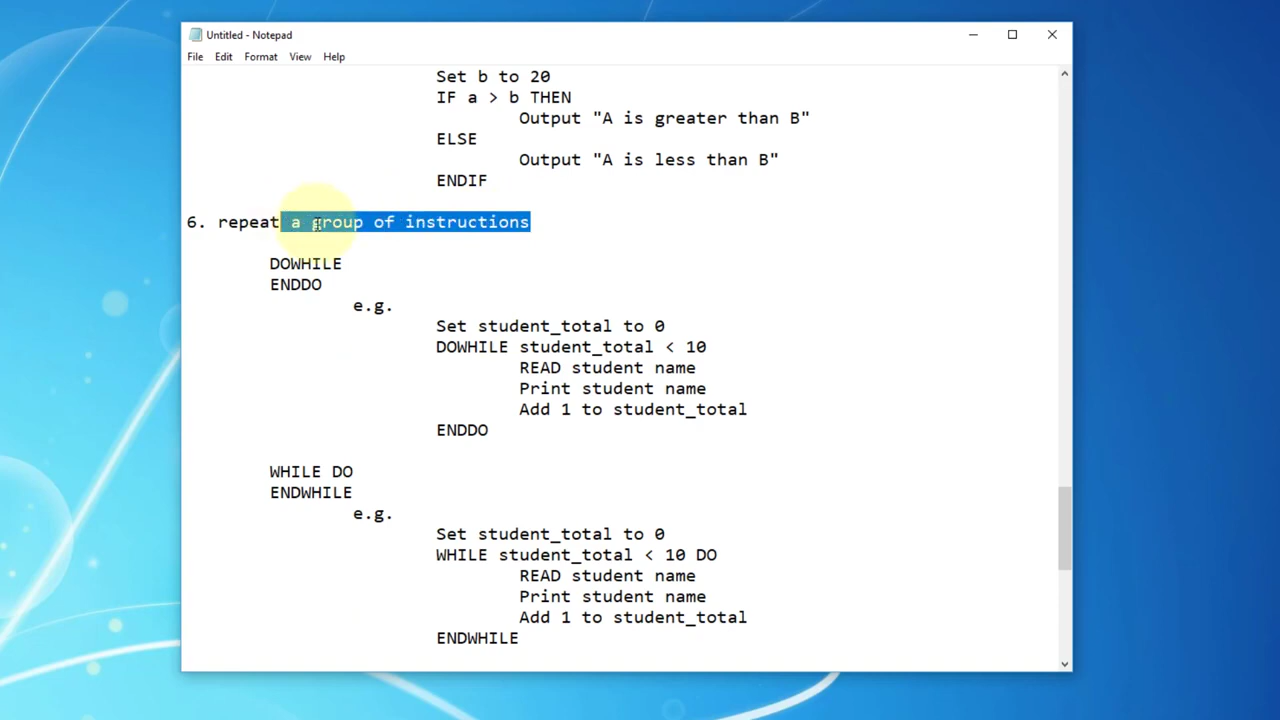 Untitled - Notepad
File Edit Format View Help
Set b to 20
IF a > b THEN
Output "A is greater than B"
ELSE
Output "A is less than B"
ENDIF
6. repeat a group of instructions
DOWHILE
ENDDO
e.g.
Set student_total to 0
DOWHILE student_total < 10
READ student name
Print student name
Add 1 to student_total
ENDDO
WHILE DO
ENDWHILE
e.g.
Set student_total to 0
WHILE student_total < 10 DO
READ student name
Print student name
Add 1 to student_total
ENDWHILE